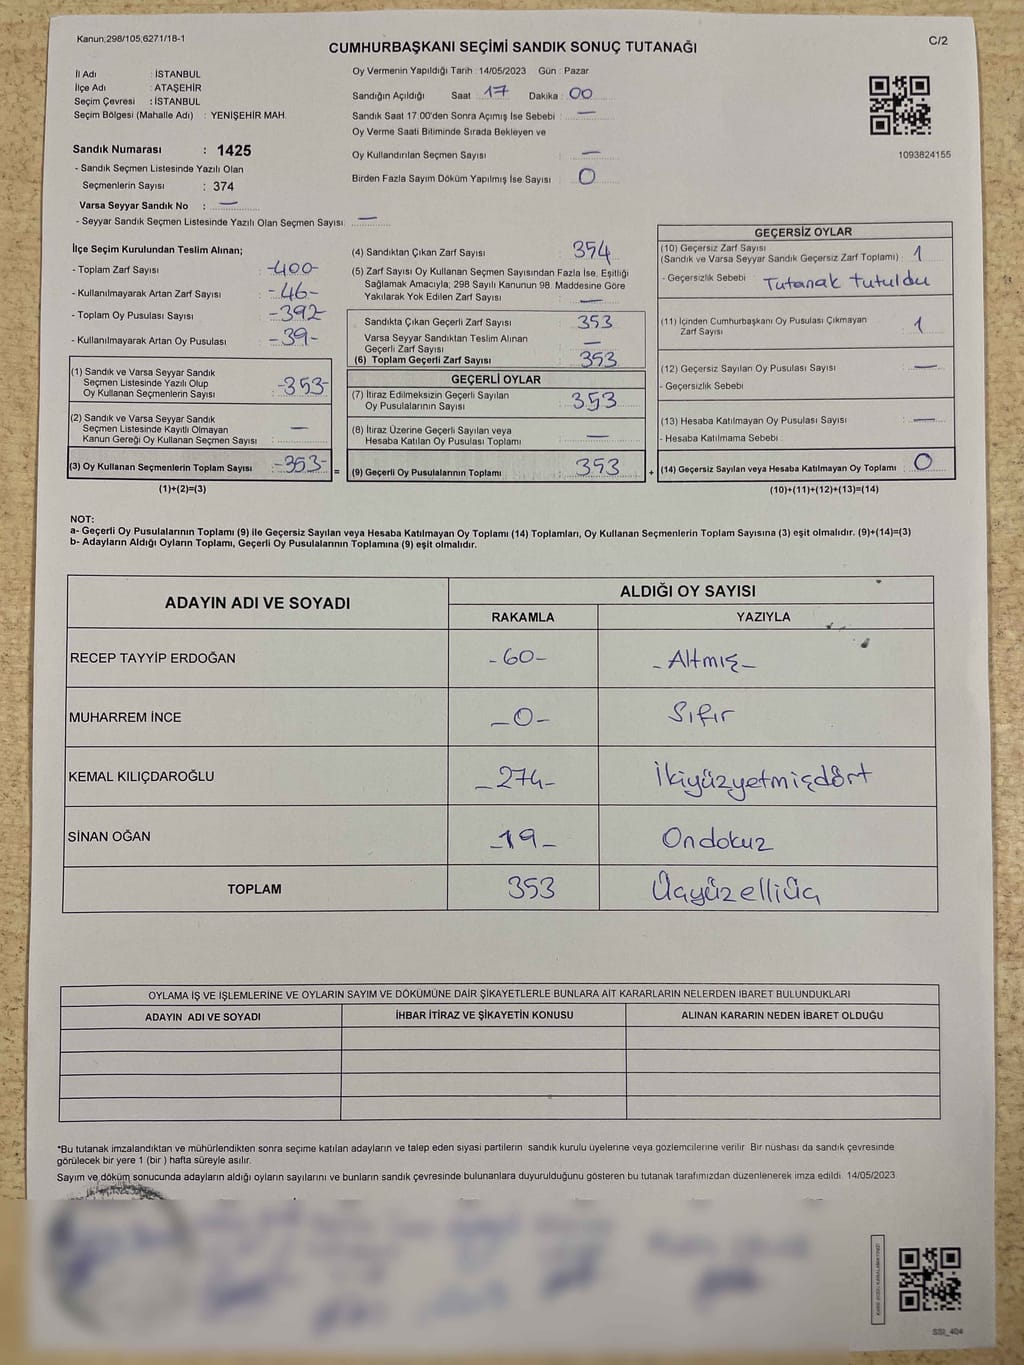 Kanun;298/105,6271/18-1
C/2
CUMHURBAŞKANI SEÇİMİ SANDIK SONUÇ TUTANAĞI
İl Adı : İSTANBUL
İlçe Adı : ATAŞEHİR
Seçim Çevresi : İSTANBUL
Seçim Bölgesi (Mahalle Adı) : YENİŞEHİR MAH.
Sandık Numarası : 1425
- Sandık Seçmen Listesinde Yazılı Olan
Seçmenlerin Sayısı : 374
Varsa Seyyar Sandık No : —
- Seyyar Sandık Seçmen Listesinde Yazılı Olan Seçmen Sayısı: —
Oy Vermenin Yapıldığı Tarih : 14/05/2023 Gün : Pazar
Sandığın Açıldığı Saat 17 Dakika : 00
Sandık Saat 17:00'den Sonra Açımış İse Sebebi : —
Oy Verme Saati Bitiminde Sırada Bekleyen ve
Oy Kullandırılan Seçmen Sayısı : —
Birden Fazla Sayım Döküm Yapılmış İse Sayısı : 0
1093624155
İlçe Seçim Kurulundan Teslim Alınan;
- Toplam Zarf Sayısı : -400-
- Kullanılmayarak Artan Zarf Sayısı : -46-
- Toplam Oy Pusulası Sayısı : -392-
- Kullanılmayarak Artan Oy Pusulası : -39-
(1) Sandık ve Varsa Seyyar Sandık
Seçmen Listesinde Yazılı Olup
Oy Kullanan Seçmenlerin Sayısı : -353-
(2) Sandık ve Varsa Seyyar Sandık
Seçmen Listesinde Kayıtlı Olmayan
Kanun Gereği Oy Kullanan Seçmen Sayısı : —
(3) Oy Kullanan Seçmenlerin Toplam Sayısı : -353- =
(1)+(2)=(3)
(4) Sandıktan Çıkan Zarf Sayısı : 354
(5) Zarf Sayısı Oy Kullanan Seçmen Sayısından Fazla İse, Eşitliği
Sağlamak Amacıyla; 298 Sayılı Kanunun 98. Maddesine Göre
Yakılarak Yok Edilen Zarf Sayısı : —
Sandıkta Çıkan Geçerli Zarf Sayısı : 353
Varsa Seyyar Sandıktan Teslim Alınan
Geçerli Zarf Sayısı : —
(6) Toplam Geçerli Zarf Sayısı : 353
GEÇERLİ OYLAR
(7) İtiraz Edilmeksizin Geçerli Sayılan
Oy Pusulalarının Sayısı : 353
(8) İtiraz Üzerine Geçerli Sayılan veya
Hesaba Katılan Oy Pusulası Toplamı : —
(9) Geçerli Oy Pusulalarının Toplamı : 353 +
GEÇERSİZ OYLAR
(10) Geçersiz Zarf Sayısı
(Sandık ve Varsa Seyyar Sandık Geçersiz Zarf Toplamı) : 1
- Geçersizlik Sebebi : Tutanak tutuldu
(11) İçinden Cumhurbaşkanı Oy Pusulası Çıkmayan
Zarf Sayısı : 1
(12) Geçersiz Sayılan Oy Pusulası Sayısı : —
- Geçersizlik Sebebi
(13) Hesaba Katılmayan Oy Pusulası Sayısı : —
- Hesaba Katılmama Sebebi
(14) Geçersiz Sayılan veya Hesaba Katılmayan Oy Toplamı : 0
(10)+(11)+(12)+(13)=(14)
NOT:
a- Geçerli Oy Pusulalarının Toplamı (9) ile Geçersiz Sayılan veya Hesaba Katılmayan Oy Toplamı (14) Toplamları, Oy Kullanan Seçmenlerin Toplam Sayısına (3) eşit olmalıdır. (9)+(14)=(3)
b- Adayların Aldığı Oyların Toplamı, Geçerli Oy Pusulalarının Toplamına (9) eşit olmalıdır.
ADAYIN ADI VE SOYADI ALDIĞI OY SAYISI
RAKAMLA YAZIYLA
RECEP TAYYİP ERDOĞAN -60- -Altmış-
MUHARREM İNCE -0- Sıfır
KEMAL KILIÇDAROĞLU -274- İkiyüzyetmişdört
SİNAN OĞAN -19- Ondokuz
TOPLAM 353 Üçyüzelliüç
OYLAMA İŞ VE İŞLEMLERİNE VE OYLARIN SAYIM VE DÖKÜMÜNE DAİR ŞİKAYETLERLE BUNLARA AİT KARARLARIN NELERDEN İBARET BULUNDUKLARI
ADAYIN ADI VE SOYADI İHBAR İTİRAZ VE ŞİKAYETİN KONUSU ALINAN KARARIN NEDEN İBARET OLDUĞU
*Bu tutanak imzalandıktan ve mühürlendikten sonra seçime katılan adayların ve talep eden siyasi partilerin sandık kurulu üyelerine veya gözlemcilerine verilir. Bir nüshası da sandık çevresinde
görülecek bir yere 1 (bir ) hafta süreyle asılır.
Sayım ve döküm sonucunda adayların aldığı oyların sayılarını ve bunların sandık çevresinde bulunanlara duyurulduğunu gösteren bu tutanak tarafımızdan düzenlenerek imza edildi. 14/05/2023
SSI_404